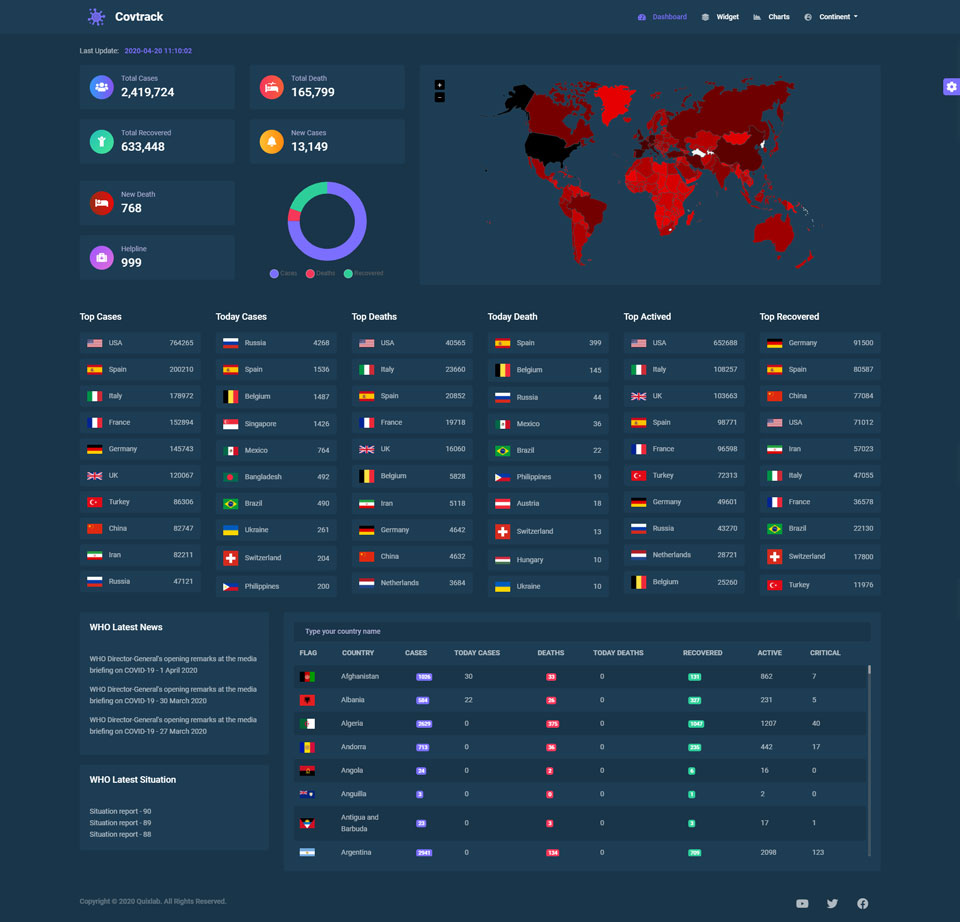 Covtrack
Dashboard Widget Charts Continent
Last Update: 2020-04-20 11:10:02
Total Cases
2,419,724
Total Death
165,799
Total Recovered
633,448
New Cases
13,149
New Death
768
Helpline
999
Cases Deaths Recovered
+
−
Top Cases
USA 764265
Spain 200210
Italy 178972
France 152894
Germany 145743
UK 120067
Turkey 86306
China 82747
Iran 82211
Russia 47121
Today Cases
Russia 4268
Spain 1536
Belgium 1487
Singapore 1426
Mexico 764
Bangladesh 492
Brazil 490
Ukraine 261
Switzerland 204
Philippines 200
Top Deaths
USA 40565
Italy 23660
Spain 20852
France 19718
UK 16060
Belgium 5828
Iran 5118
Germany 4642
China 4632
Netherlands 3684
Today Death
Spain 399
Belgium 145
Russia 44
Mexico 36
Brazil 22
Philippines 19
Austria 18
Switzerland 13
Hungary 10
Ukraine 10
Top Actived
USA 652688
Italy 108257
UK 103663
Spain 98771
France 96598
Turkey 72313
Germany 49601
Russia 43270
Netherlands 28721
Belgium 25260
Top Recovered
Germany 91500
Spain 80587
China 77084
USA 71012
Iran 57023
Italy 47055
France 36578
Brazil 22130
Switzerland 17800
Turkey 11976
WHO Latest News
WHO Director-General's opening remarks at the media
briefing on COVID-19 - 1 April 2020
WHO Director-General's opening remarks at the media
briefing on COVID-19 - 30 March 2020
WHO Director-General's opening remarks at the media
briefing on COVID-19 - 27 March 2020
WHO Latest Situation
Situation report - 90
Situation report - 89
Situation report - 88
Type your country name
FLAG COUNTRY CASES TODAY CASES DEATHS TODAY DEATHS RECOVERED ACTIVE CRITICAL
Afghanistan 1026 30 33 0 131 862 7
Albania 584 22 26 0 327 231 5
Algeria 2629 0 375 0 1047 1207 40
Andorra 713 0 36 0 235 442 17
Angola 24 0 2 0 6 16 0
Anguilla 3 0 0 0 1 2 0
Antigua and
Barbuda 23 0 3 0 3 17 1
Argentina 2941 0 134 0 709 2098 123
Copyright © 2020 Quislab. All Rights Reserved.